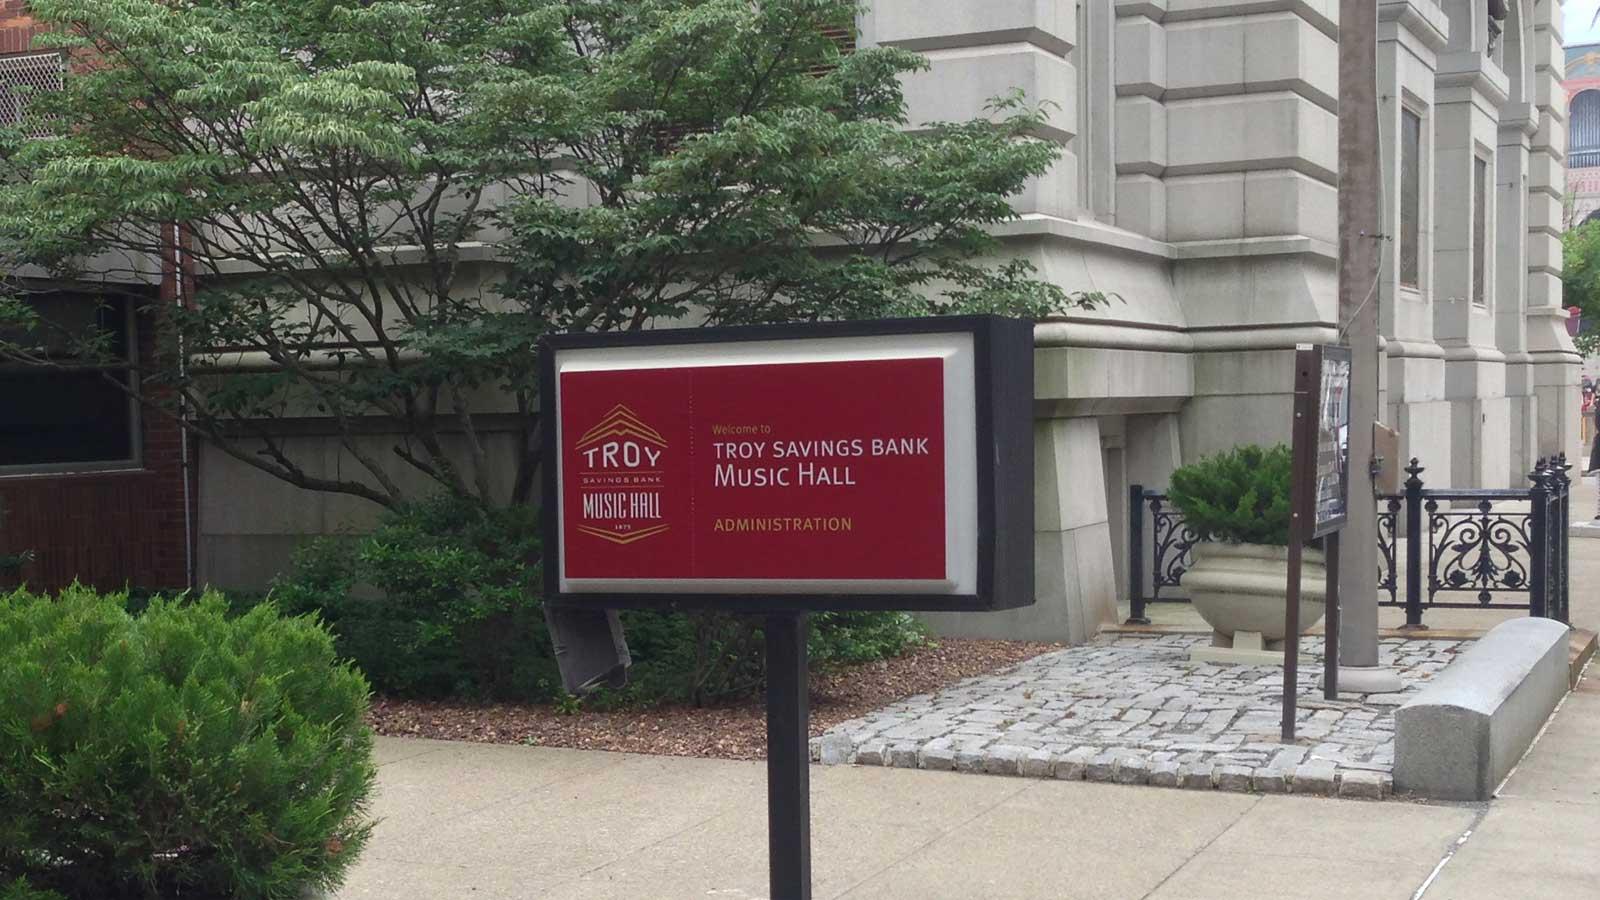 TROY
SAVINGS BANK
MUSIC HALL
1875
Welcome to
TROY SAVINGS BANK
MUSIC HALL
ADMINISTRATION